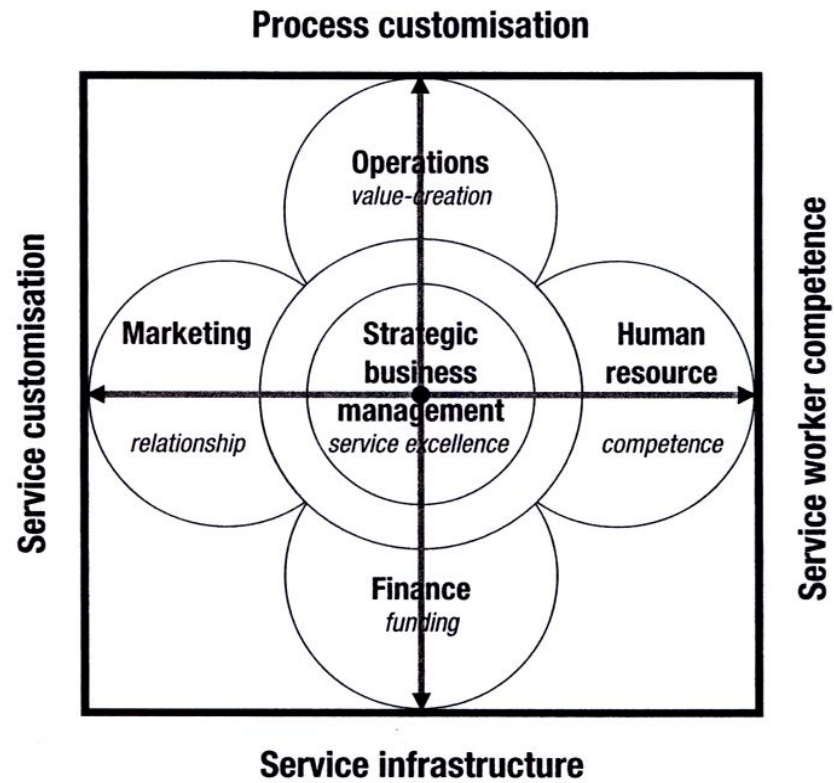 Process customisation
Operations
value-creation
Marketing
relationship
Strategic
business
management
service excellence
Human
resource
competence
Finance
funding
Service customisation
Service worker competence
Service infrastructure